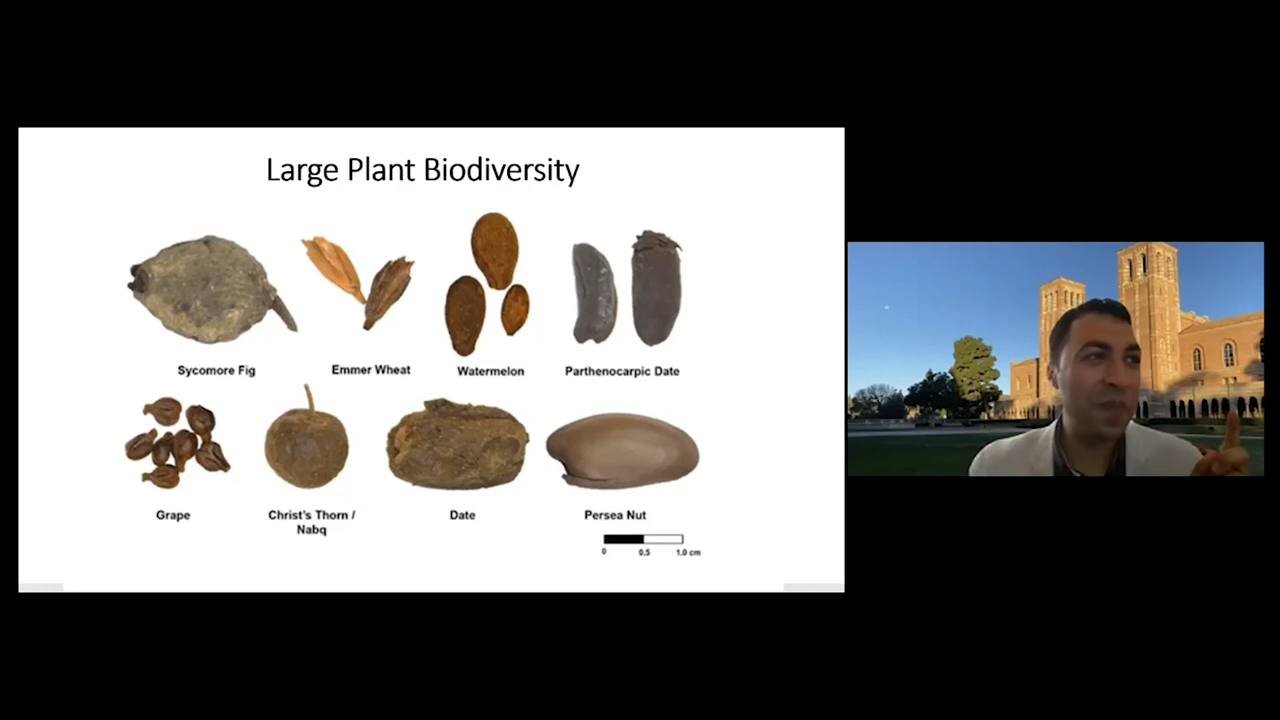 Large Plant Biodiversity
Sycomore Fig
Emmer Wheat
Watermelon
Parthenocarpic Date
Grape
Christ's Thorn /
Nabq
Date
Persea Nut
0 0.5 1.0 cm